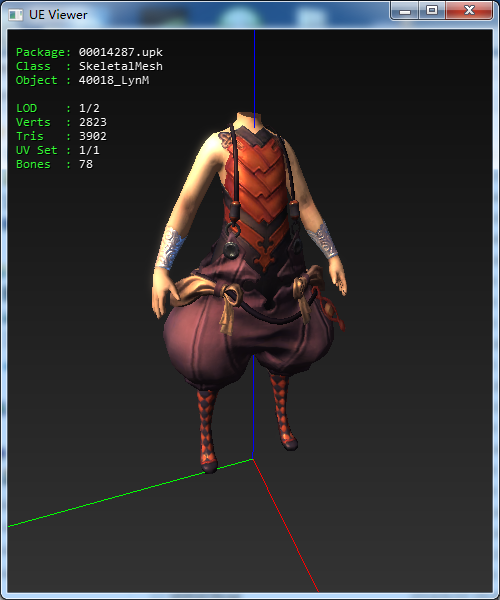 UE Viewer
Package: 00014287.upk
Class : SkeletalMesh
Object : 40018_LynM
LOD : 1/2
Verts : 2823
Tris : 3902
UV Set : 1/1
Bones : 78